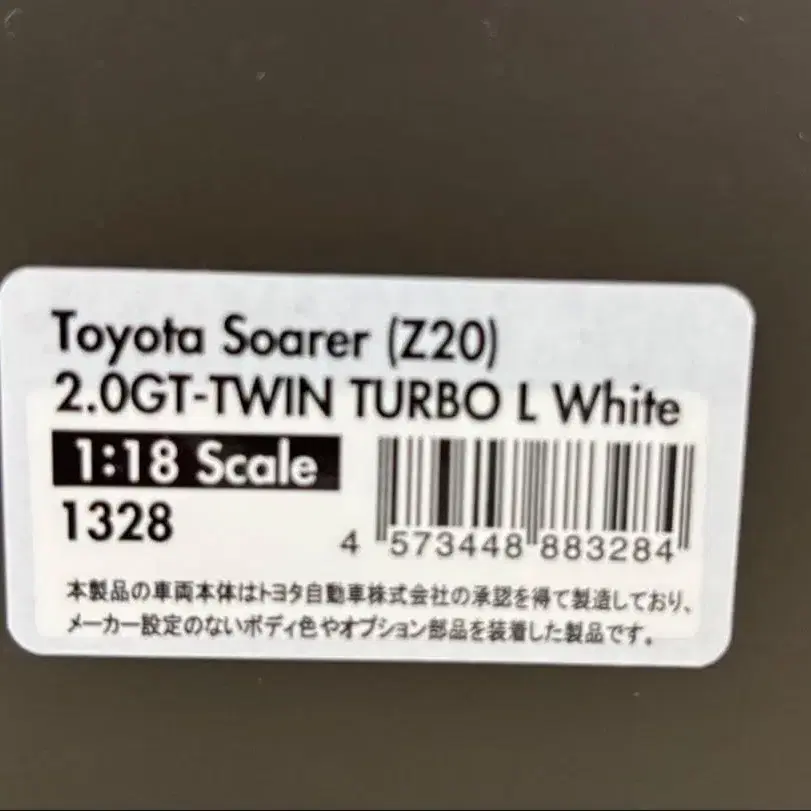 Toyota Soarer (Z20)
2.0GT-TWIN TURBO L White
1:18 Scale
1328
4 573448 883284
本製品の車両本体はトヨタ自動車株式会社の承認を得て製造しており、
メーカー設定のないボディ色やオプション部品を装着した製品です。